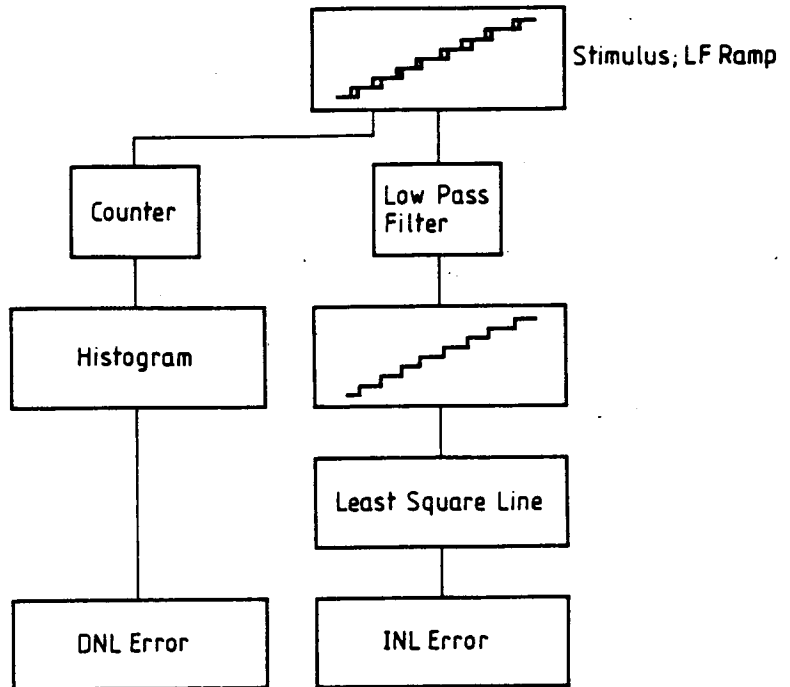 Stimulus; LF Ramp
Counter
Low Pass
Filter
Histogram
Least Square Line
DNL Error
INL Error